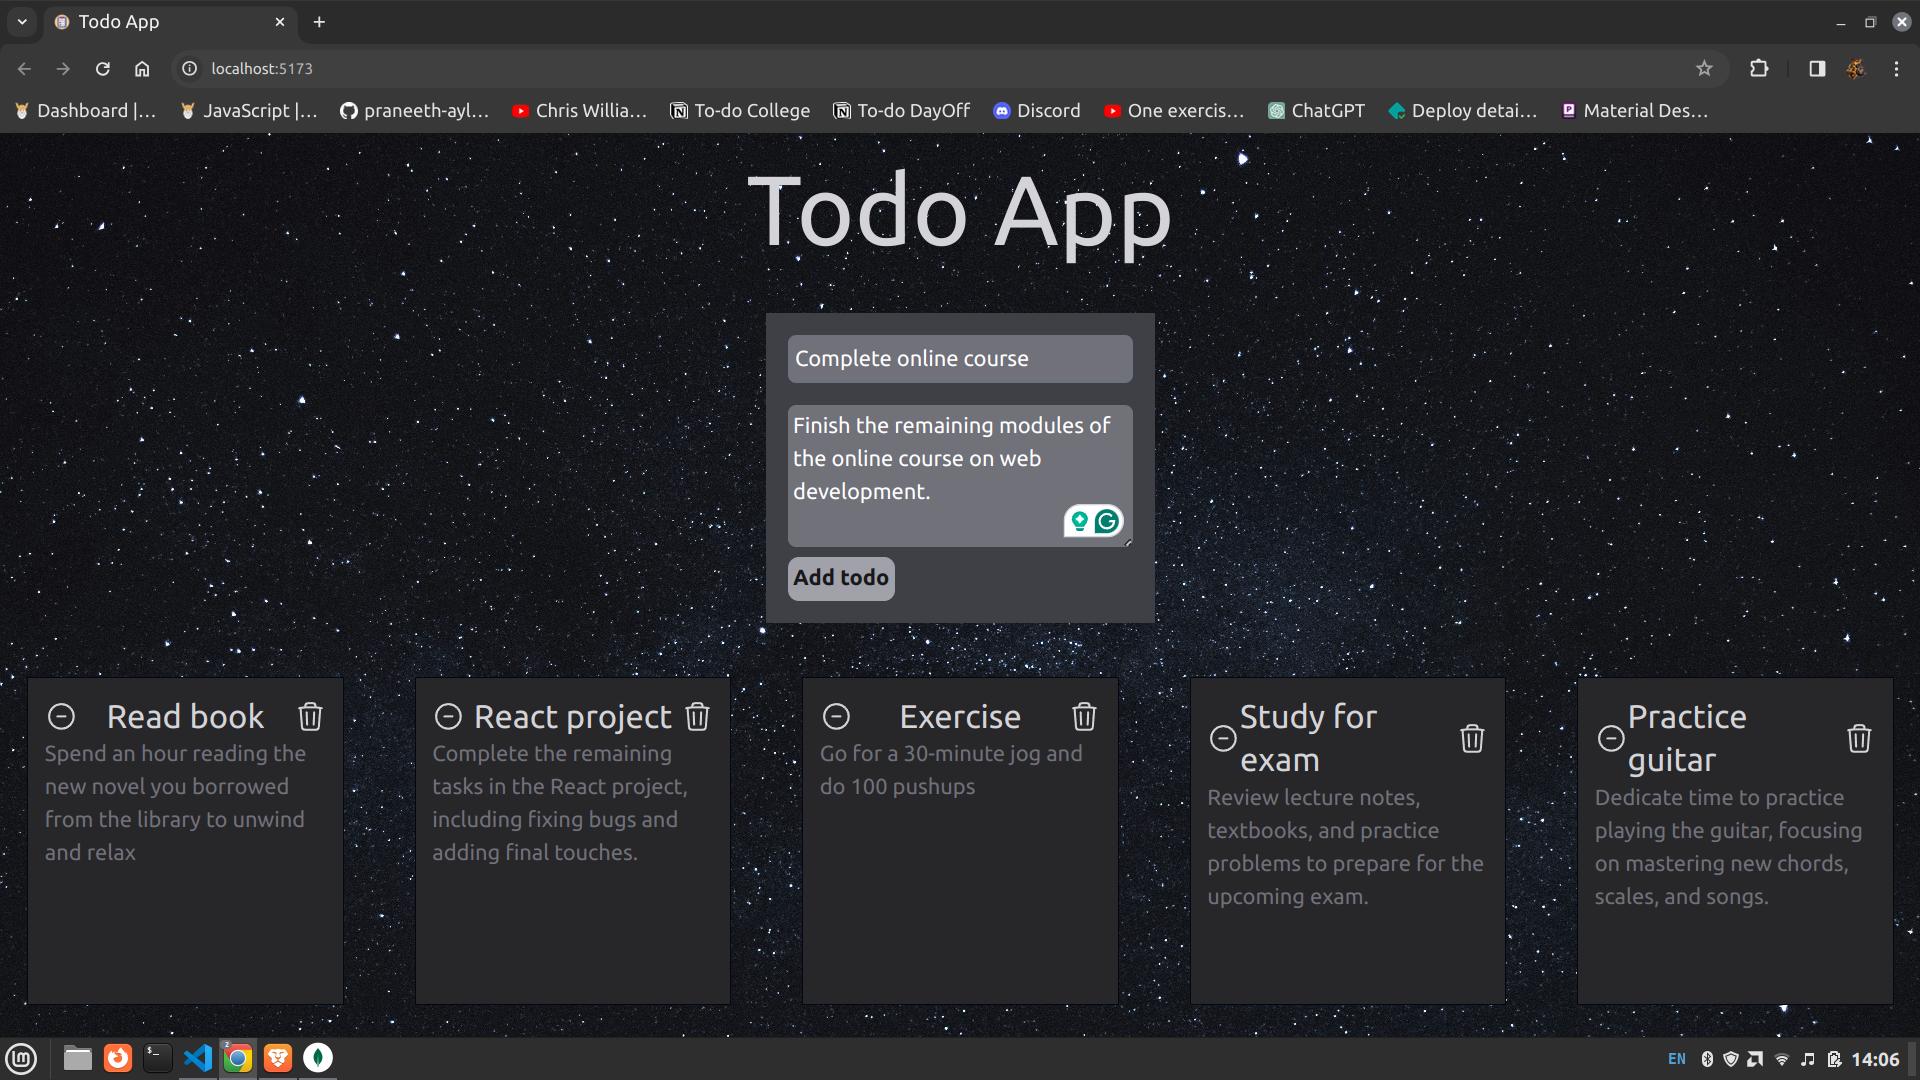 Todo App
localhost:5173
Dashboard |...
JavaScript |...
praneeth-ayl...
Chris Willia...
To-do College
To-do DayOff
Discord
One exercis...
ChatGPT
Deploy detai...
Material Des...
Todo App
Complete online course
Finish the remaining modules of
the online course on web
development.
Add todo
Read book
Spend an hour reading the
new novel you borrowed
from the library to unwind
and relax
React project
Complete the remaining
tasks in the React project,
including fixing bugs and
adding final touches.
Exercise
Go for a 30-minute jog and
do 100 pushups
Study for
exam
Review lecture notes,
textbooks, and practice
problems to prepare for the
upcoming exam.
Practice
guitar
Dedicate time to practice
playing the guitar, focusing
on mastering new chords,
scales, and songs.
2
EN
14:06